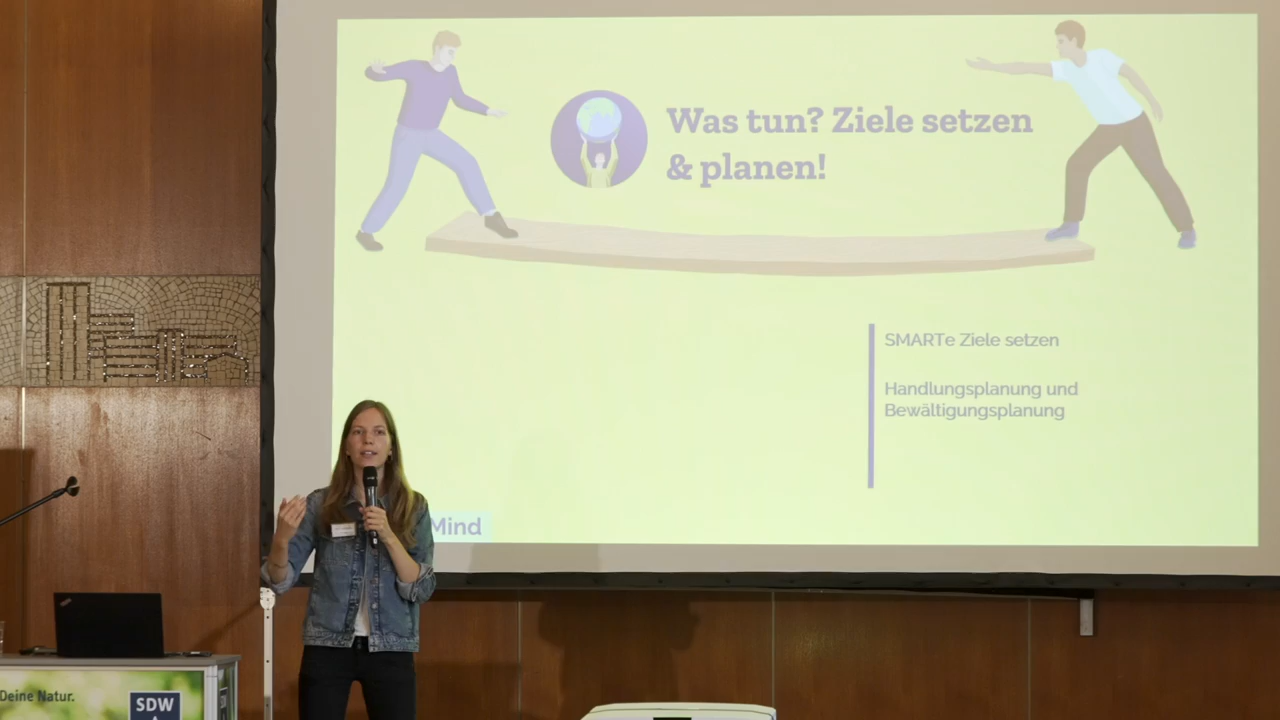 Was tun? Ziele setzen
& planen!
SMARTe Ziele setzen
Handlungsplanung und
Bewältigungsplanung
Mind
Deine Natur.
SDW